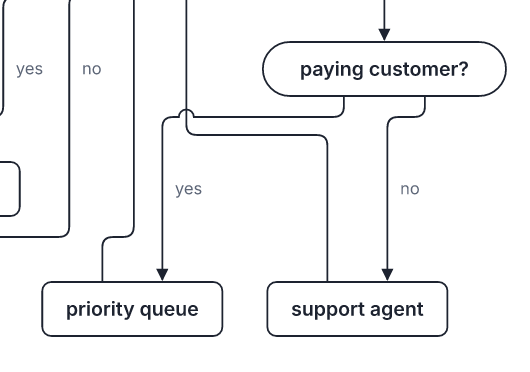 yes
no
paying customer?
yes
no
priority queue
support agent